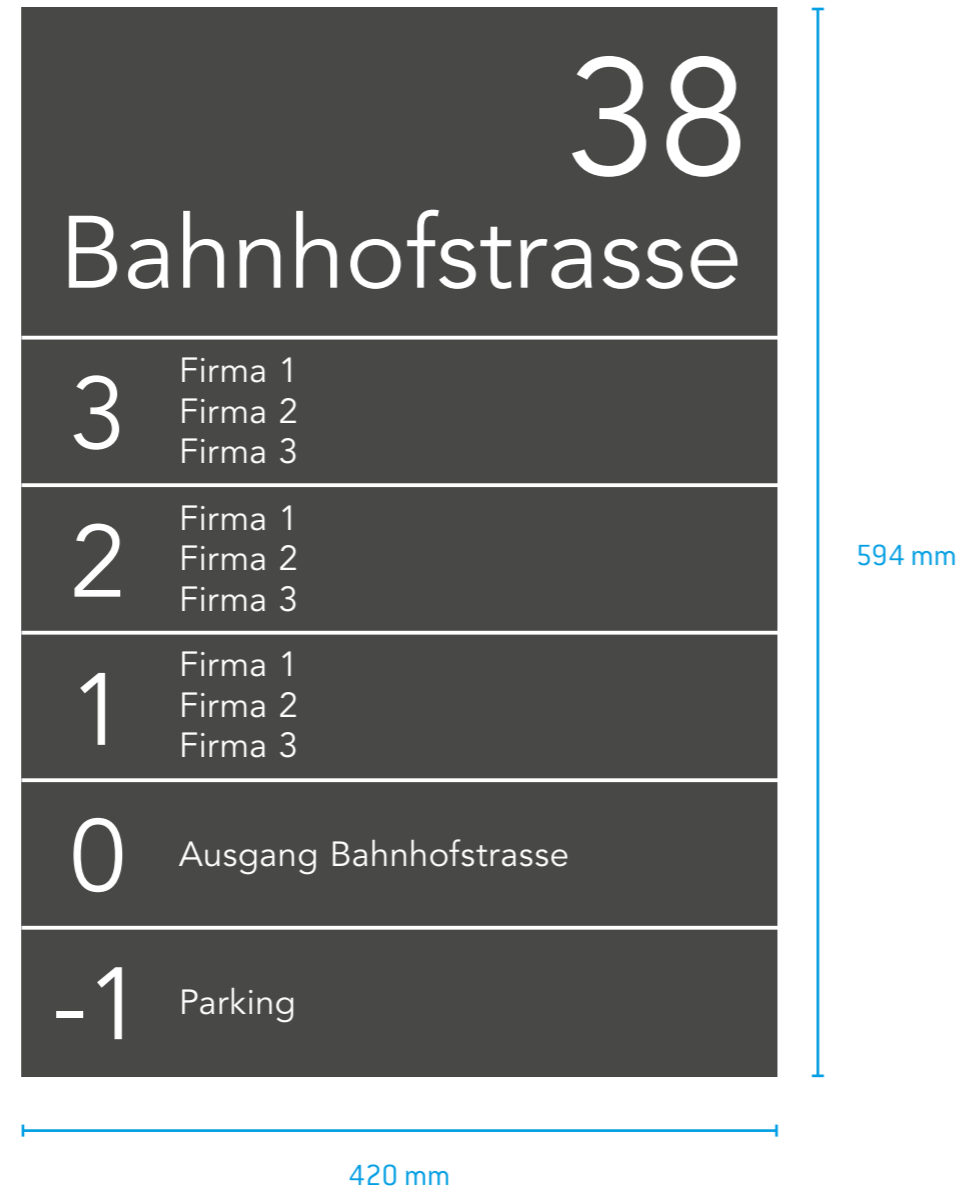 38
Bahnhofstrasse
3
Firma 1
Firma 2
Firma 3
2
Firma 1
Firma 2
Firma 3
1
Firma 1
Firma 2
Firma 3
0
Ausgang Bahnhofstrasse
-1
Parking
594 mm
420 mm